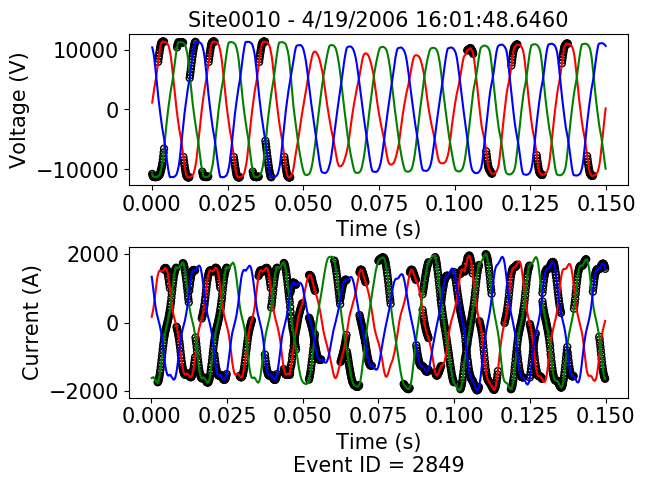 Site0010 - 4/19/2006 16:01:48.6460
Voltage (V)
10000
0
−10000
0.000 0.025 0.050 0.075 0.100 0.125 0.150
Time (s)
Current (A)
2000
0
−2000
0.000 0.025 0.050 0.075 0.100 0.125 0.150
Time (s)
Event ID = 2849